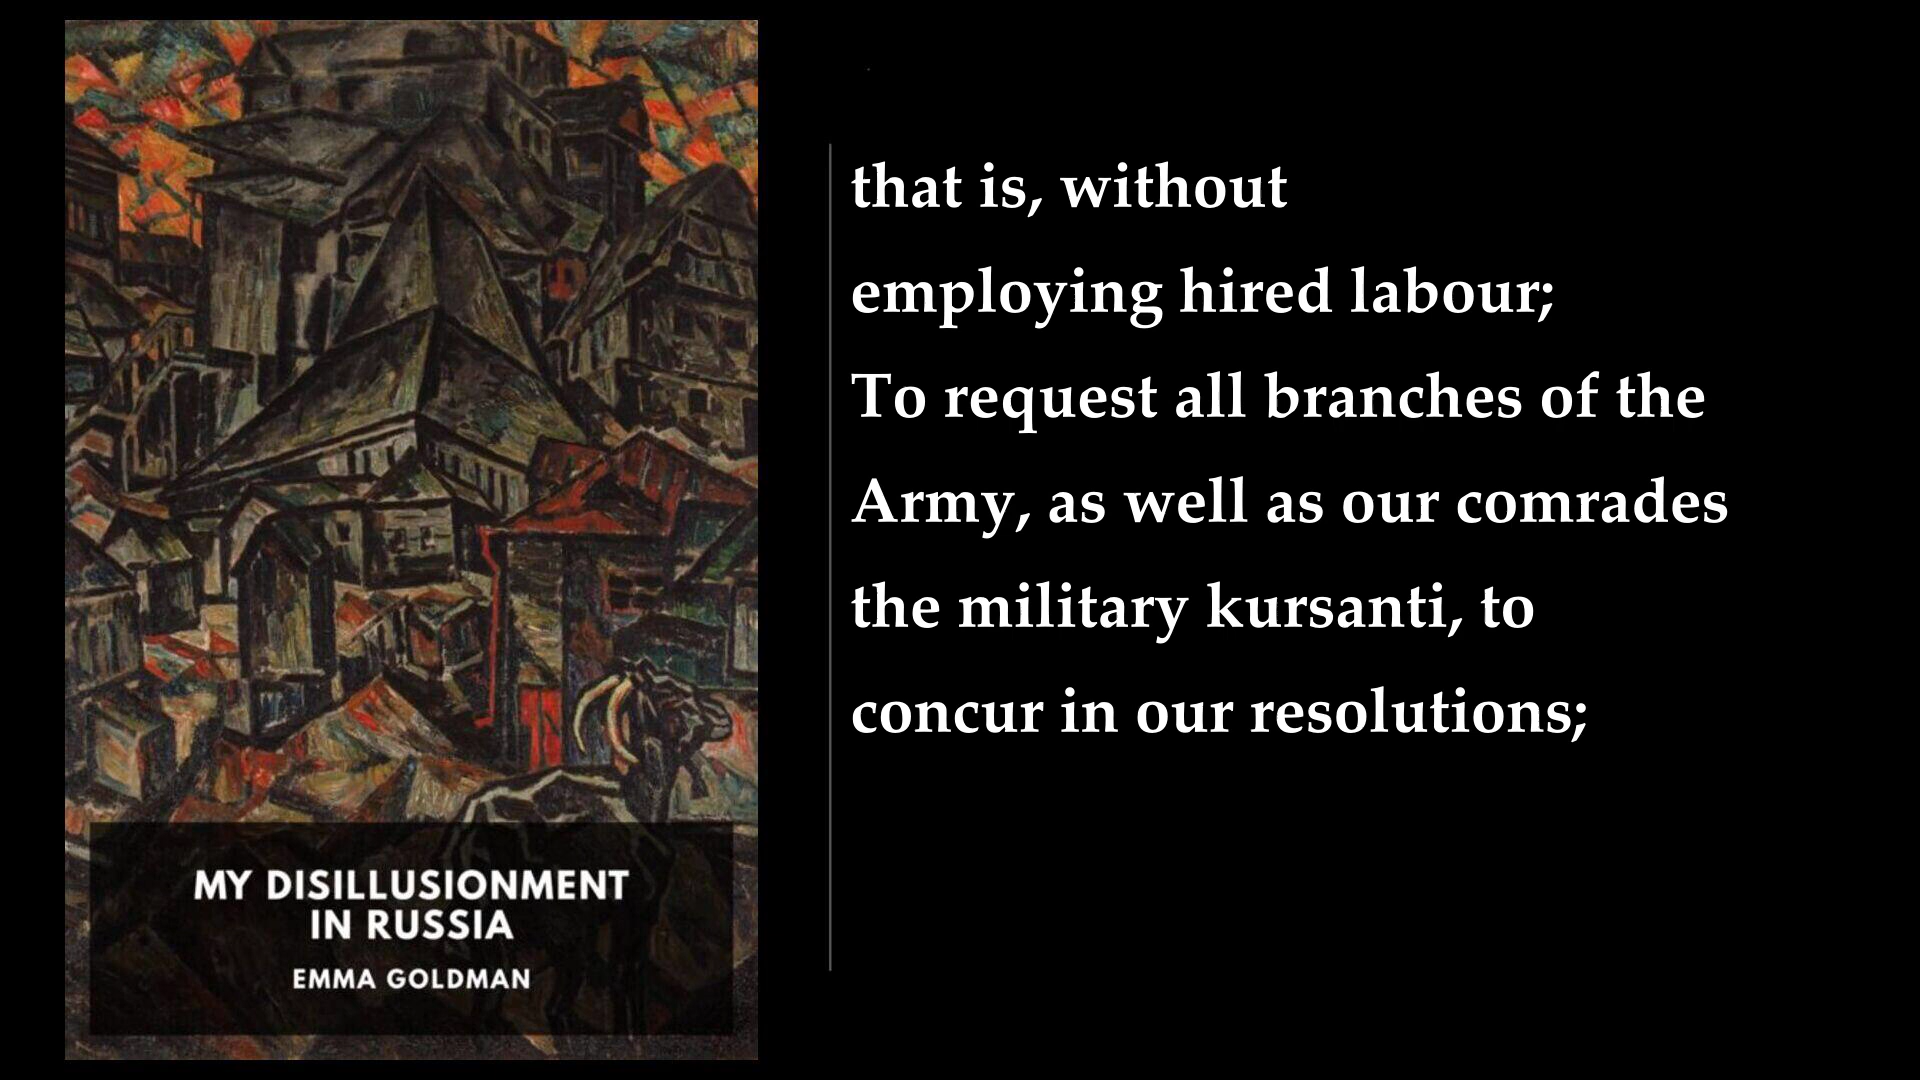 that is, without
employing hired labour;
To request all branches of the
Army, as well as our comrades
the military kursanti, to
concur in our resolutions;
MY DISILLUSIONMENT
IN RUSSIA
EMMA GOLDMAN